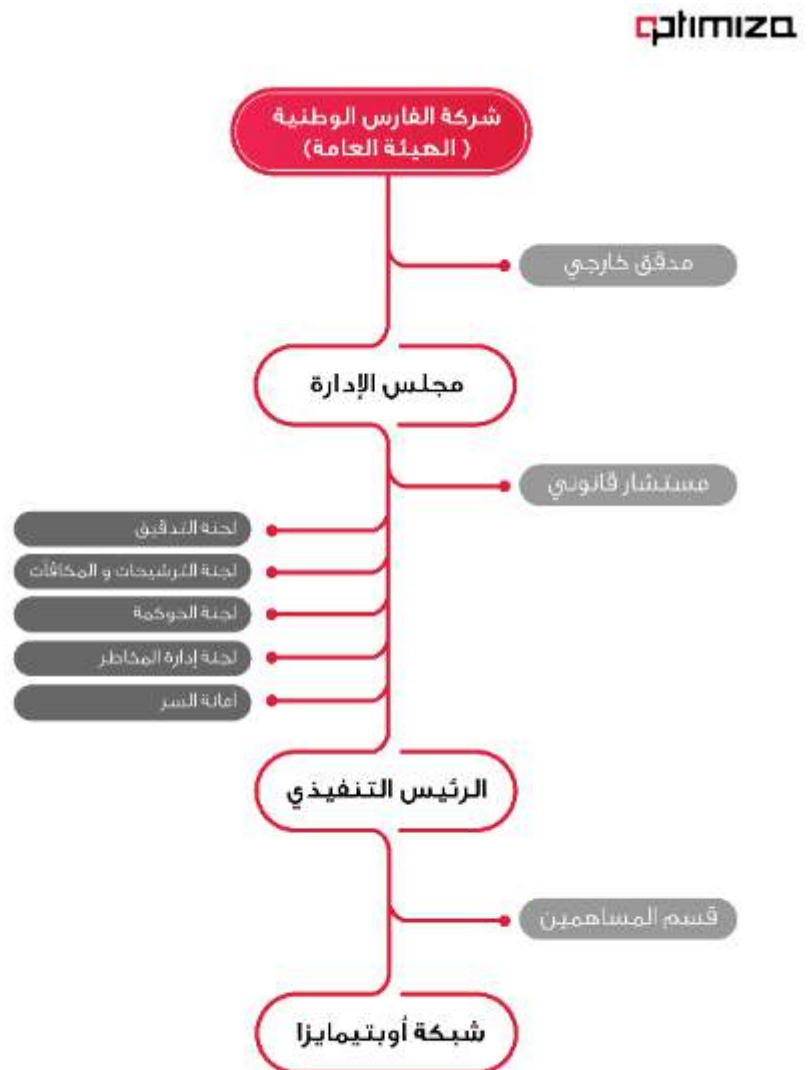 optimiza
شركة الفارس الوطنية
( الهيئة العامة)
مدقق خارجي
مجلس الإدارة
مستشار قانوني
لجنة التدقيق
لجنة الترشيحات و المكافآت
لجنة الحوكمة
لجنة إدارة المخاطر
أمانة السر
الرئيس التنفيذي
قسم المساهمين
شبكة أوبتيمايزا